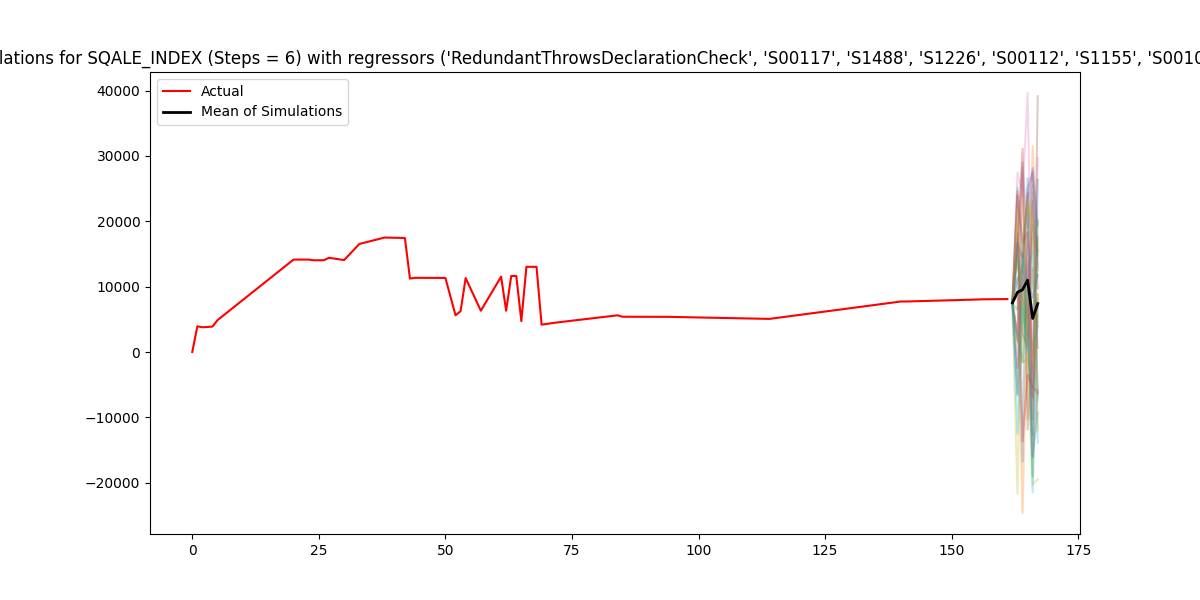 lations for SQALE_INDEX (Steps = 6) with regressors ('RedundantThrowsDeclarationCheck', 'S00117', 'S1488', 'S1226', 'S00112', 'S1155', 'S0010
Actual
Mean of Simulations
40000
30000
20000
10000
0
−10000
−20000
0 25 50 75 100 125 150 175